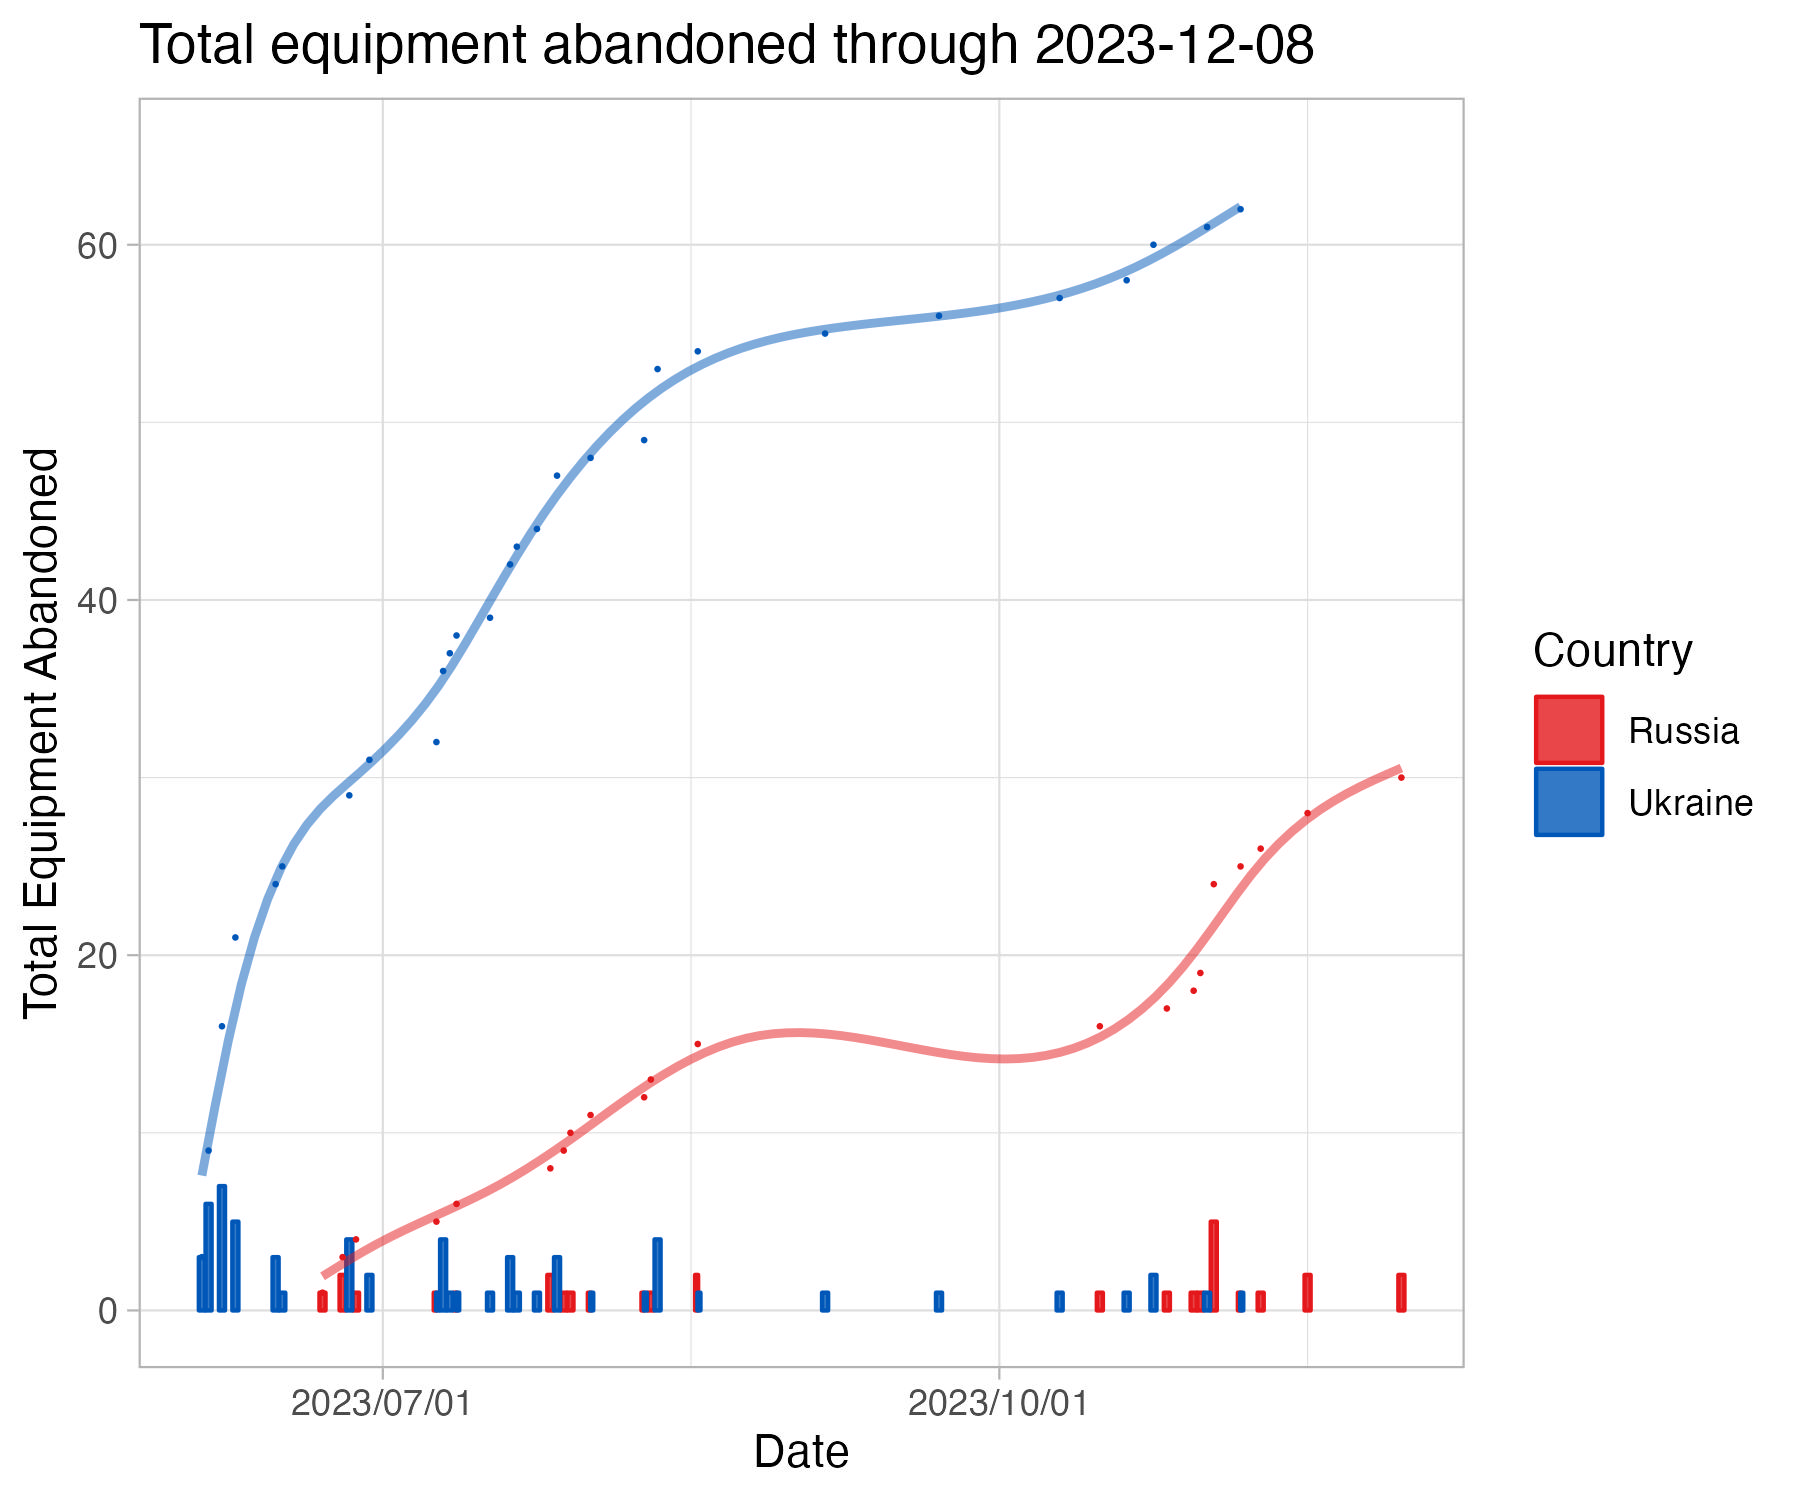 Total equipment abandoned through 2023-12-08
Total Equipment Abandoned
60
40
20
0
2023/07/01
2023/10/01
Date
Country
Russia
Ukraine